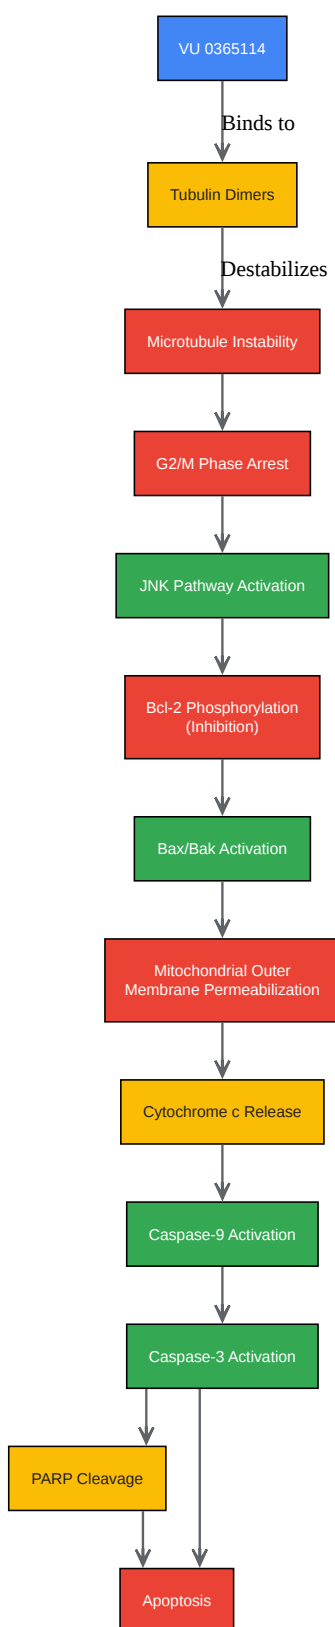 VU 0365114
Binds to
Tubulin Dimers
Destabilizes
Microtubule Instability
G2/M Phase Arrest
JNK Pathway Activation
Bcl-2 Phosphorylation
(Inhibition)
Bax/Bak Activation
Mitochondrial Outer
Membrane Permeabilization
Cytochrome c Release
Caspase-9 Activation
Caspase-3 Activation
PARP Cleavage
Apoptosis